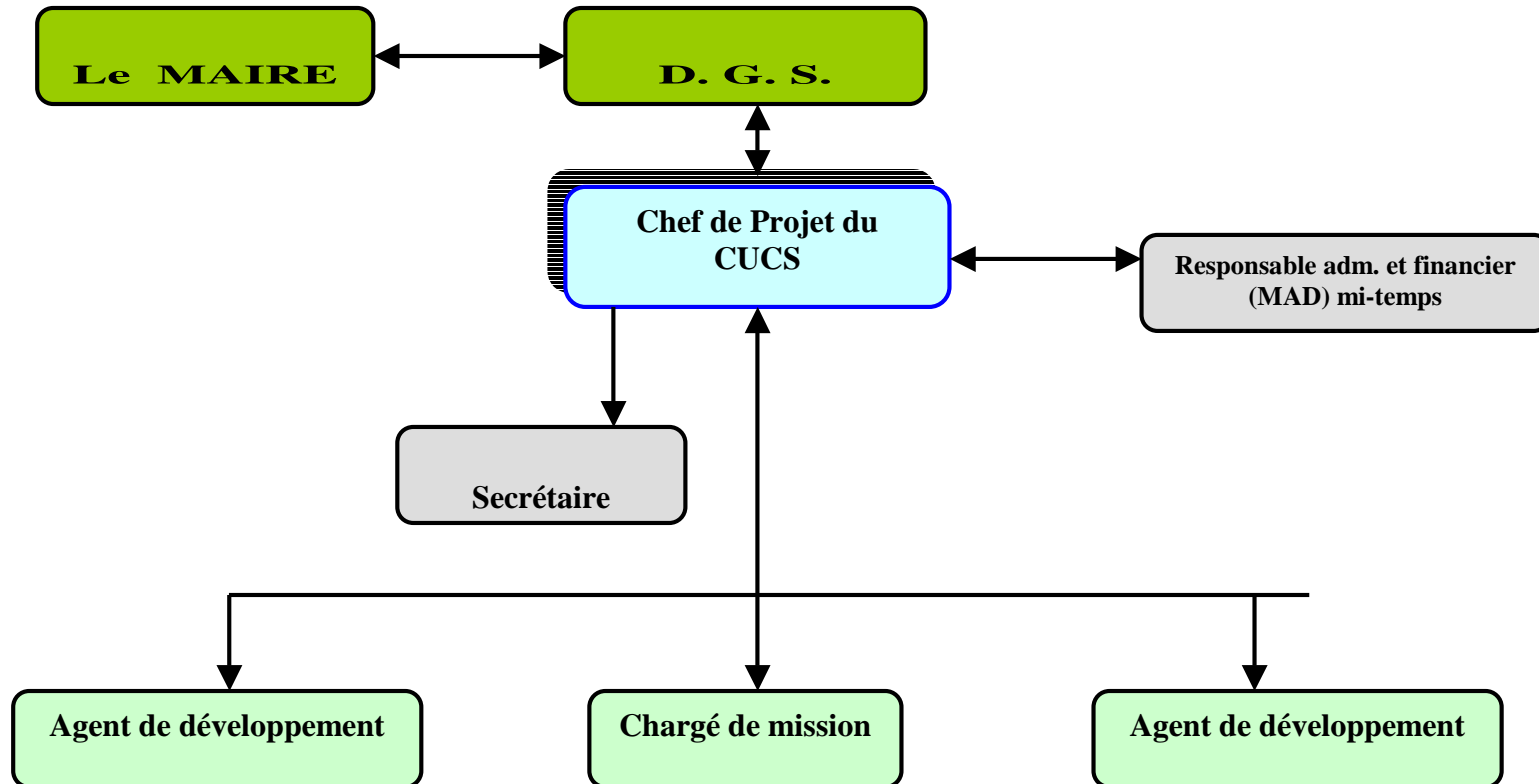 Le MAIRE
D. G. S.
Chef de Projet du
CUCS
Responsable adm. et financier
(MAD) mi-temps
Secrétaire
Agent de développement
Chargé de mission
Agent de développement